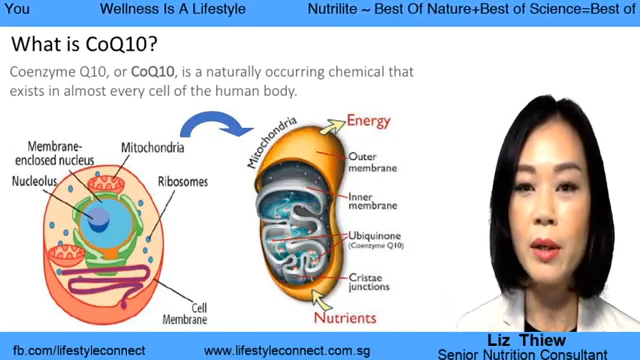 You Wellness Is A Lifestyle Nutrilite ~ Best Of Nature+Best of Science=Best of
What is CoQ10?
Coenzyme Q10, or CoQ10, is a naturally occurring chemical that
exists in almost every cell of the human body.
Membrane-
enclosed nucleus
Nucleolus
Mitochondria
Ribosomes
Cell
Membrane
Mitochondria
Energy
Outer
membrane
Inner
membrane
Ubiquinone
(Coenzyme Q10)
Cristae
junctions
Nutrients
Liz Thiew
Senior Nutrition Consultant
fb.com/lifestyleconnect www.lifestyleconnect.com.sg